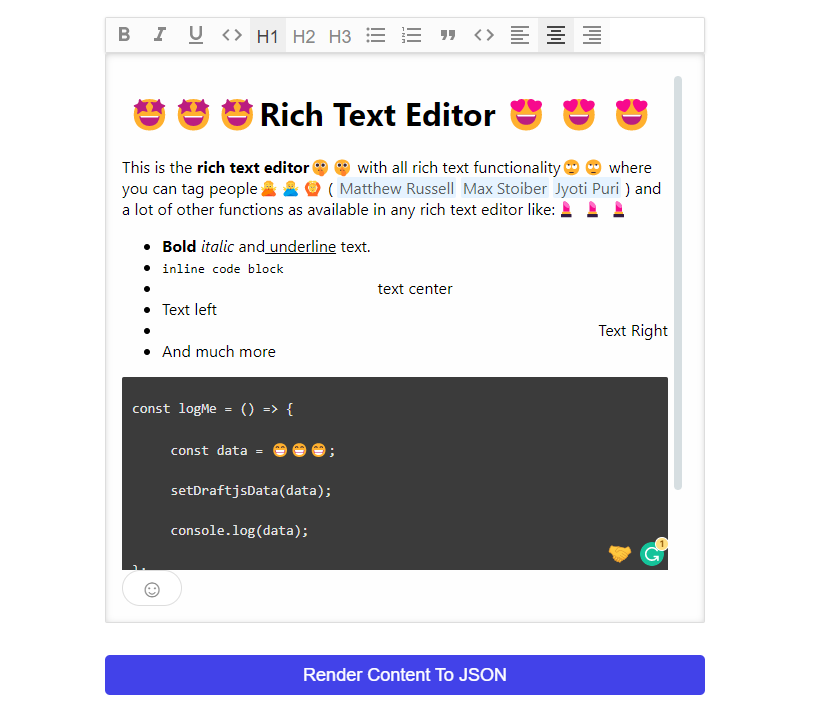 B I U <> H1 H2 H3 <>
🤩🤩🤩Rich Text Editor 😍 😍 😍
This is the rich text editor🤫🤫 with all rich text functionality🙄🙄 where
you can tag people🙇🙇‍♂️🙆 ( Matthew Russell Max Stoiber Jyoti Puri ) and
a lot of other functions as available in any rich text editor like:💄 💄 💄
• Bold italic and underline text.
• inline code block
• text center
• Text left
• Text Right
• And much more
const logMe = () => {
const data = 😁😁😁;
setDraftjsData(data);
console.log(data);
};
1
Render Content To JSON